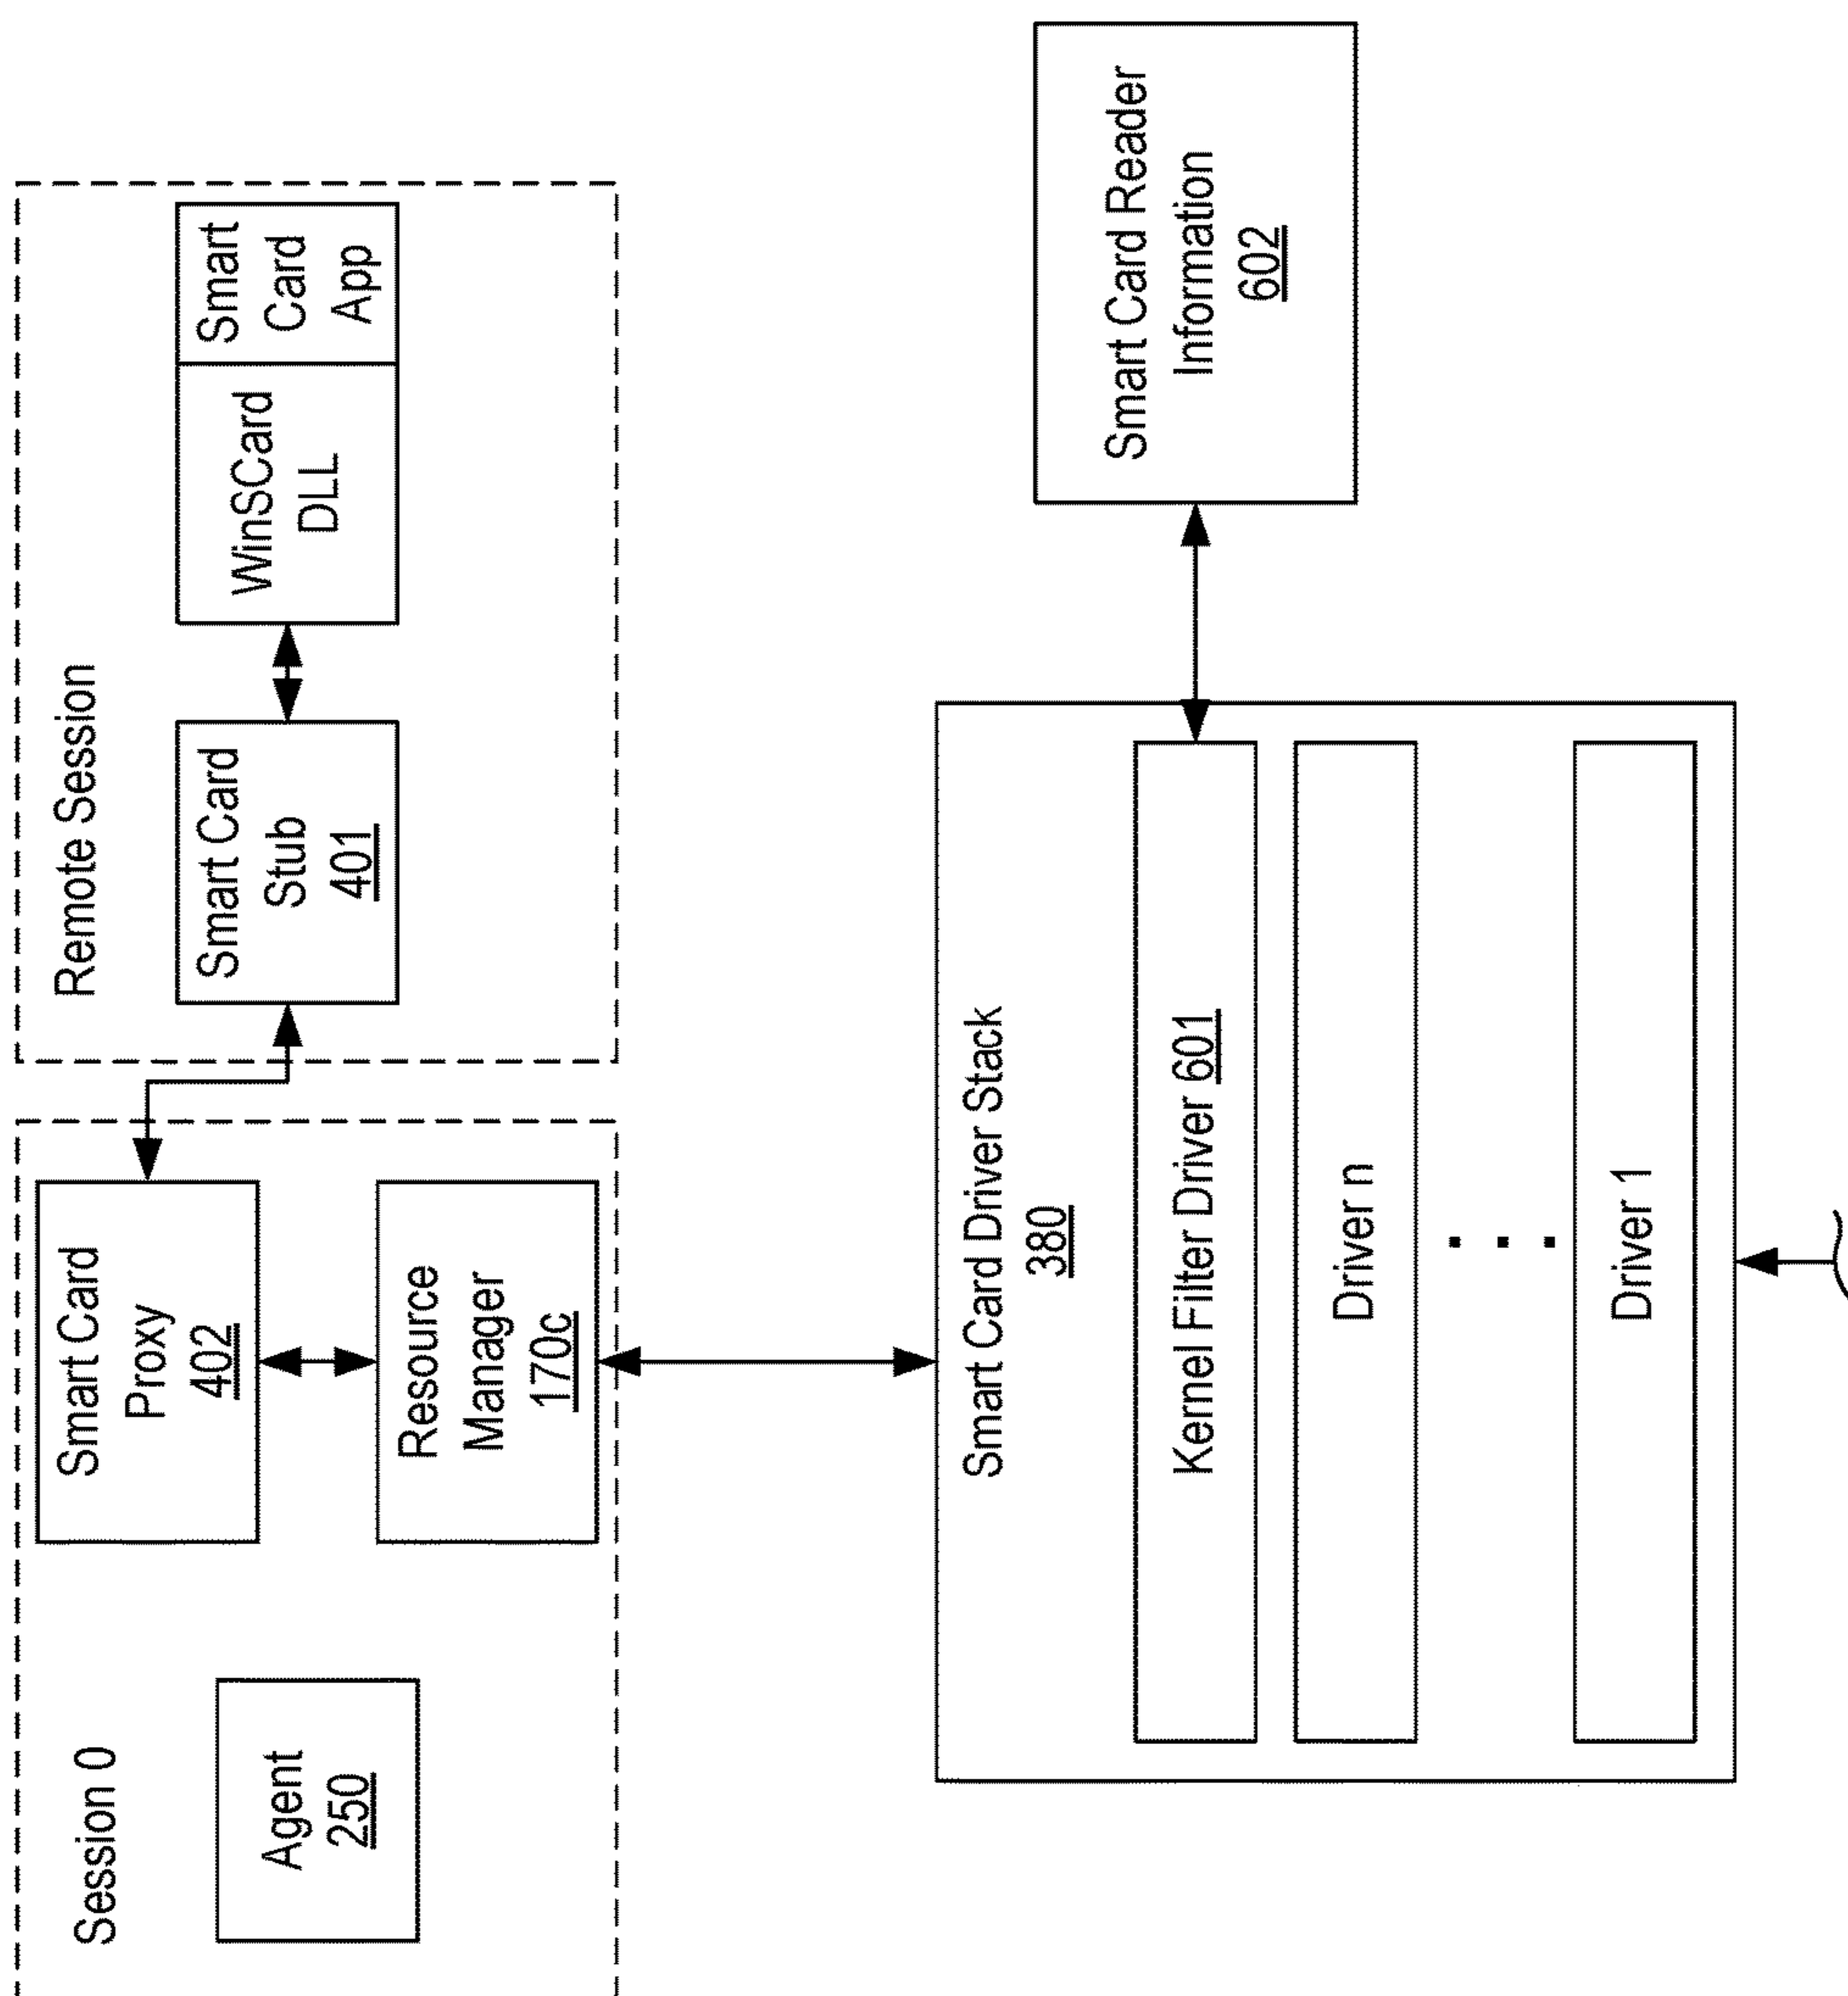 Session 0
Agent
250
Smart Card
Proxy
402
Resource
Manager
170c
Remote Session
Smart Card
Stub
401
WinSCard
DLL
Smart
Card
App
Smart Card Driver Stack
380
Kernel Filter Driver 601
Driver n
Driver 1
Smart Card Reader
Information
602